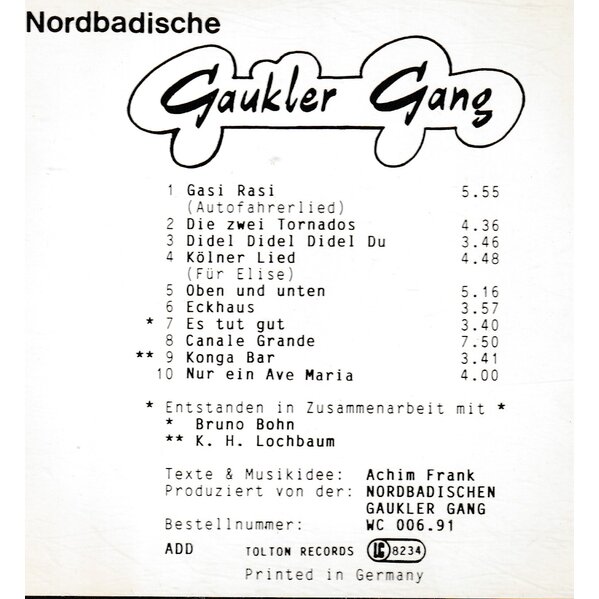 Nordbadische
Gaukler Gang
1 Gasi Rasi 5.55
(Autofahrerlied)
2 Die zwei Tornados 4.36
3 Didel Didel Didel Du 3.46
4 Kölner Lied 4.48
(Für Elise)
5 Oben und unten 5.16
6 Eckhaus 3.57
* 7 Es tut gut 3.40
8 Canale Grande 7.50
** 9 Konga Bar 3.41
10 Nur ein Ave Maria 4.00
* Entstanden in Zusammenarbeit mit *
* Bruno Bohn
** K. H. Lochbaum
Texte & Musikidee: Achim Frank
Produziert von der: NORDBADISCHEN
GAUKLER GANG
Bestellnummer: WC 006.91
ADD TOLTON RECORDS LC 8234
Printed in Germany